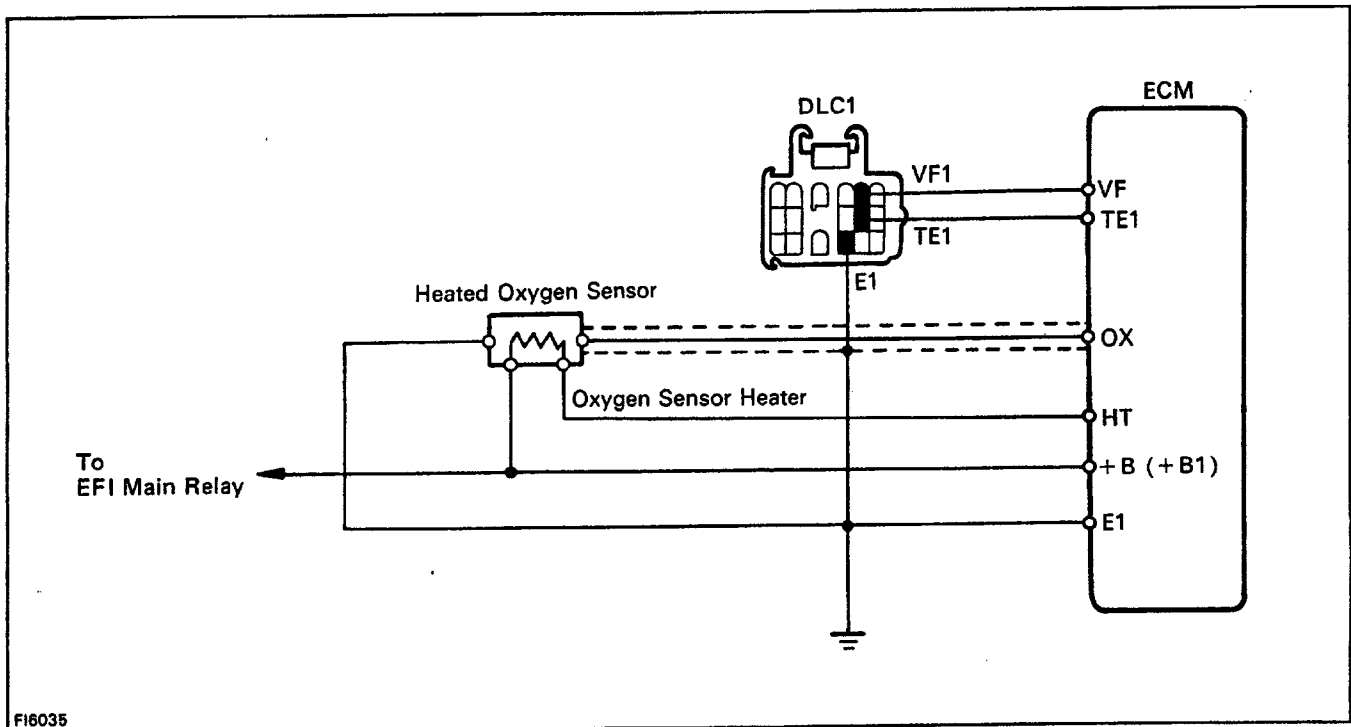 ECM
DLC1
VF1
VF
TE1
TE1
E1
Heated Oxygen Sensor
OX
Oxygen Sensor Heater
HT
To
EFI Main Relay
+B (+B1)
E1
FI6035